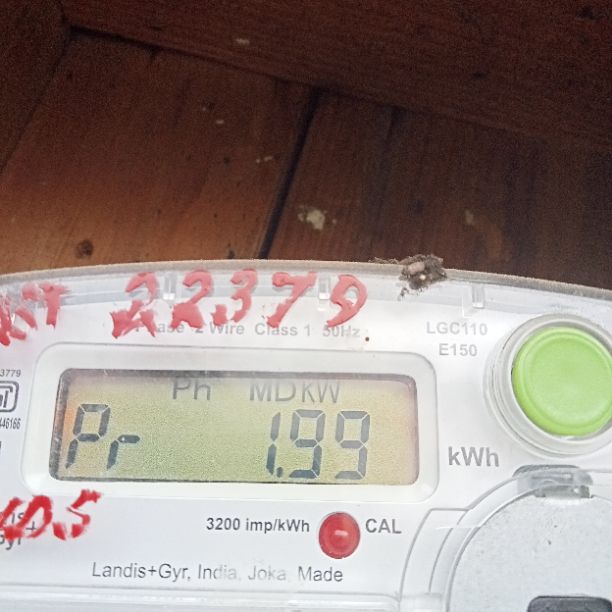 22379
Phase 2 Wire Class 1 50Hz
LGC110
E150
3779
Ph MD kW
Pr 1.99
kWh
3200 imp/kWh
CAL
Landis+Gyr, India, Joka, Made